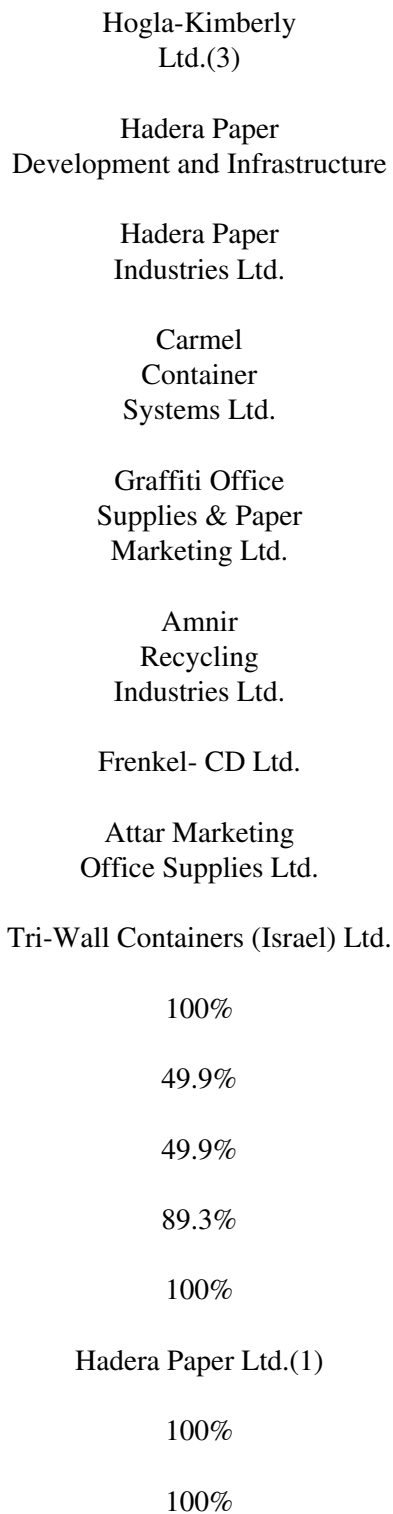 Hogla-Kimberly
Ltd.(3)
Hadera Paper
Development and Infrastructure
Hadera Paper
Industries Ltd.
Carmel
Container
Systems Ltd.
Graffiti Office
Supplies & Paper
Marketing Ltd.
Amnir
Recycling
Industries Ltd.
Frenkel- CD Ltd.
Attar Marketing
Office Supplies Ltd.
Tri-Wall Containers (Israel) Ltd.
100%
49.9%
49.9%
89.3%
100%
Hadera Paper Ltd.(1)
100%
100%